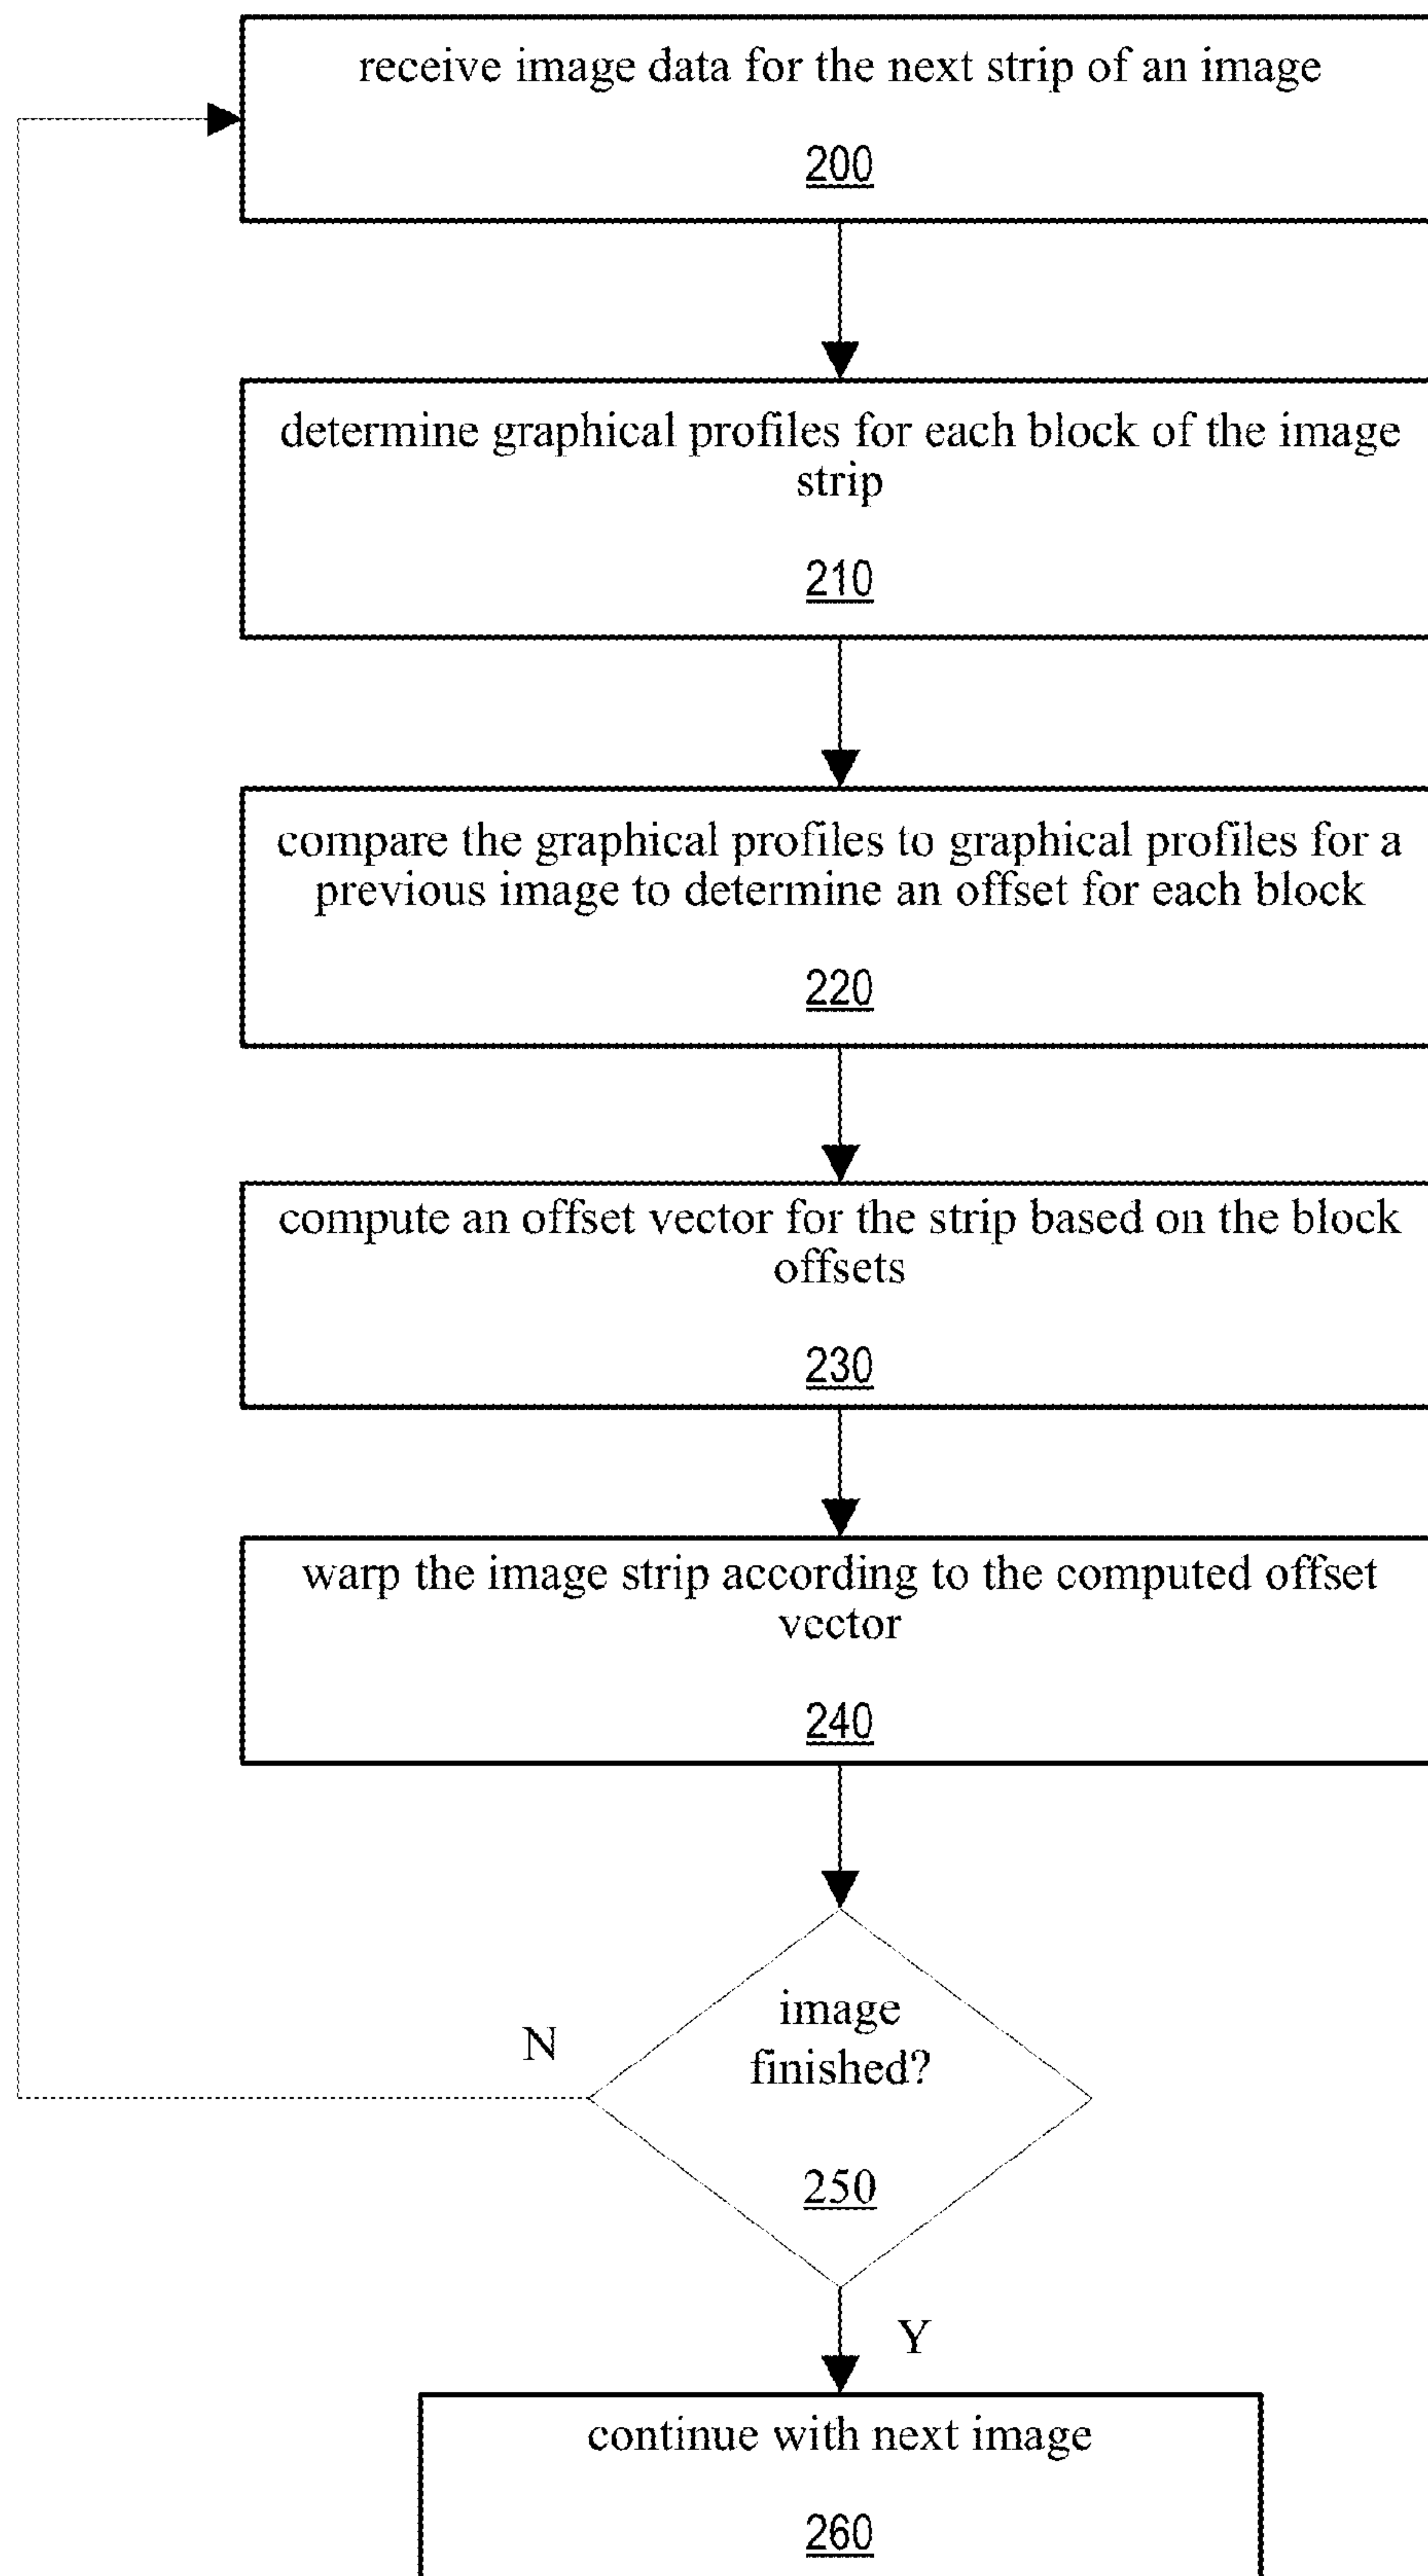 receive image data for the next strip of an image
200
determine graphical profiles for each block of the image
strip
210
compare the graphical profiles to graphical profiles for a
previous image to determine an offset for each block
220
compute an offset vector for the strip based on the block
offsets
230
warp the image strip according to the computed offset
vector
240
image
finished?
N
250
Y
continue with next image
260